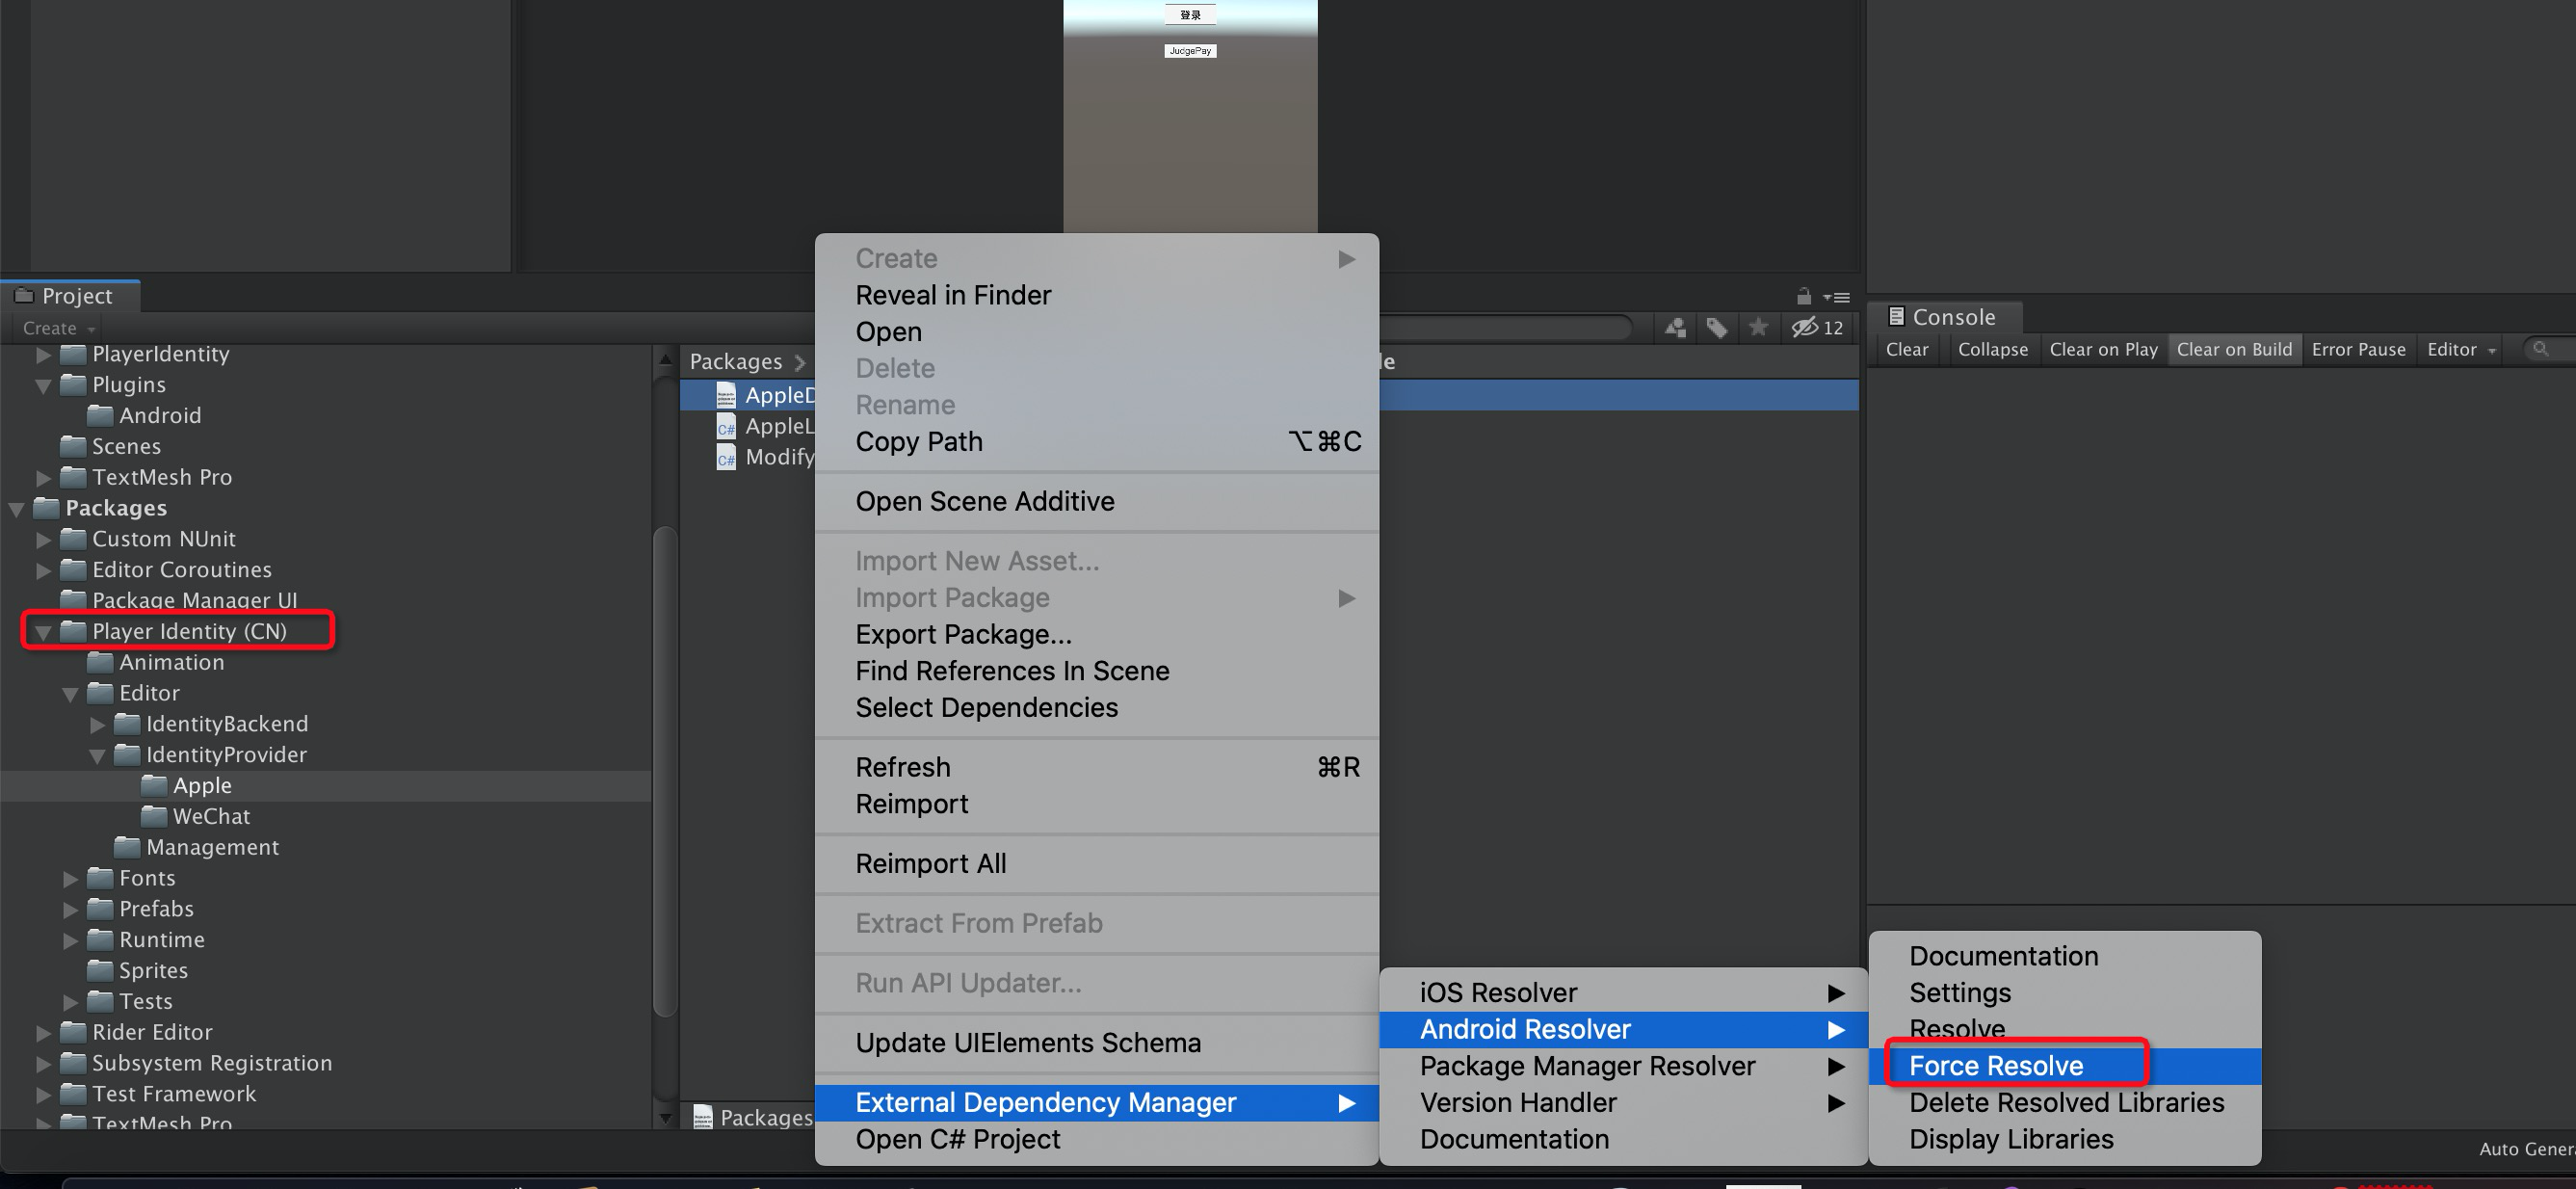 登录
JudgePay
Project
Create
PlayerIdentity
Plugins
Android
Scenes
TextMesh Pro
Packages
Custom NUnit
Editor Coroutines
Package Manager UI
Player Identity (CN)
Animation
Editor
IdentityBackend
IdentityProvider
Apple
WeChat
Management
Fonts
Prefabs
Runtime
Sprites
Tests
Rider Editor
Subsystem Registration
Test Framework
TextMesh Pro
12
Packages
le
AppleD
C# AppleL
C# Modify
Packages
Create
Reveal in Finder
Open
Delete
Rename
Copy Path ⌥⌘C
Open Scene Additive
Import New Asset...
Import Package
Export Package...
Find References In Scene
Select Dependencies
Refresh ⌘R
Reimport
Reimport All
Extract From Prefab
Run API Updater...
Update UIElements Schema
External Dependency Manager
Open C# Project
iOS Resolver
Android Resolver
Package Manager Resolver
Version Handler
Documentation
Documentation
Settings
Resolve
Force Resolve
Delete Resolved Libraries
Display Libraries
Console
Clear Collapse Clear on Play Clear on Build Error Pause Editor
Auto Genera